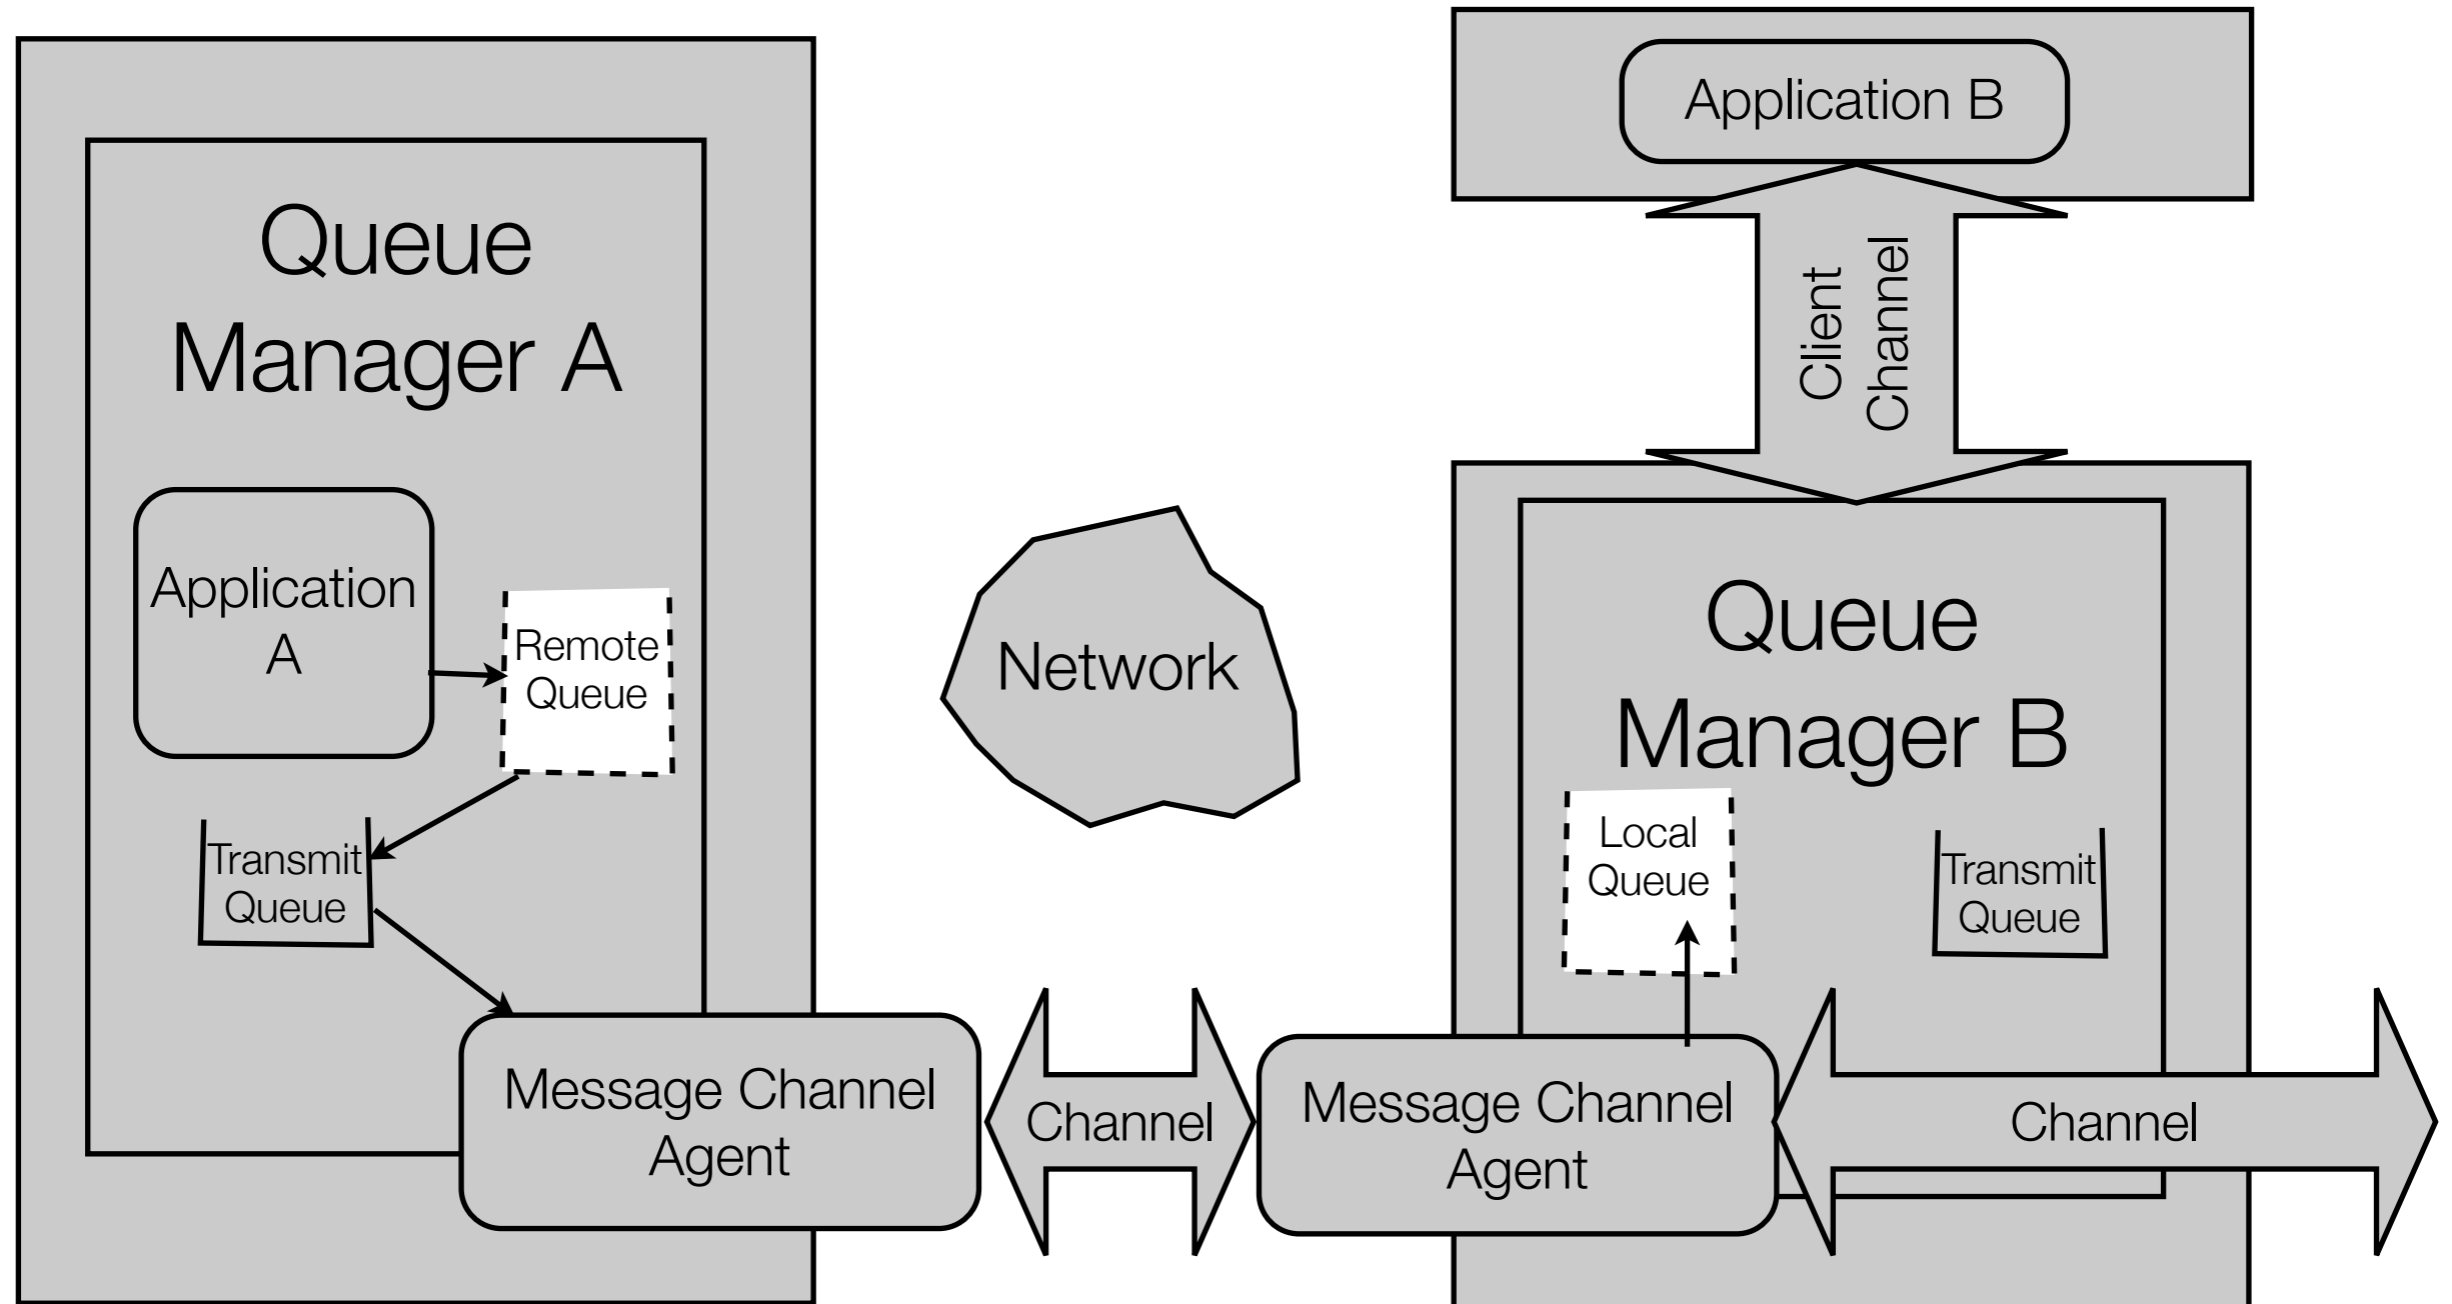 Queue
Manager A
Application
A
Remote
Queue
Transmit
Queue
Message Channel
Agent
Network
Channel
Application B
Client
Channel
Queue
Manager B
Local
Queue
Transmit
Queue
Message Channel
Agent
Channel